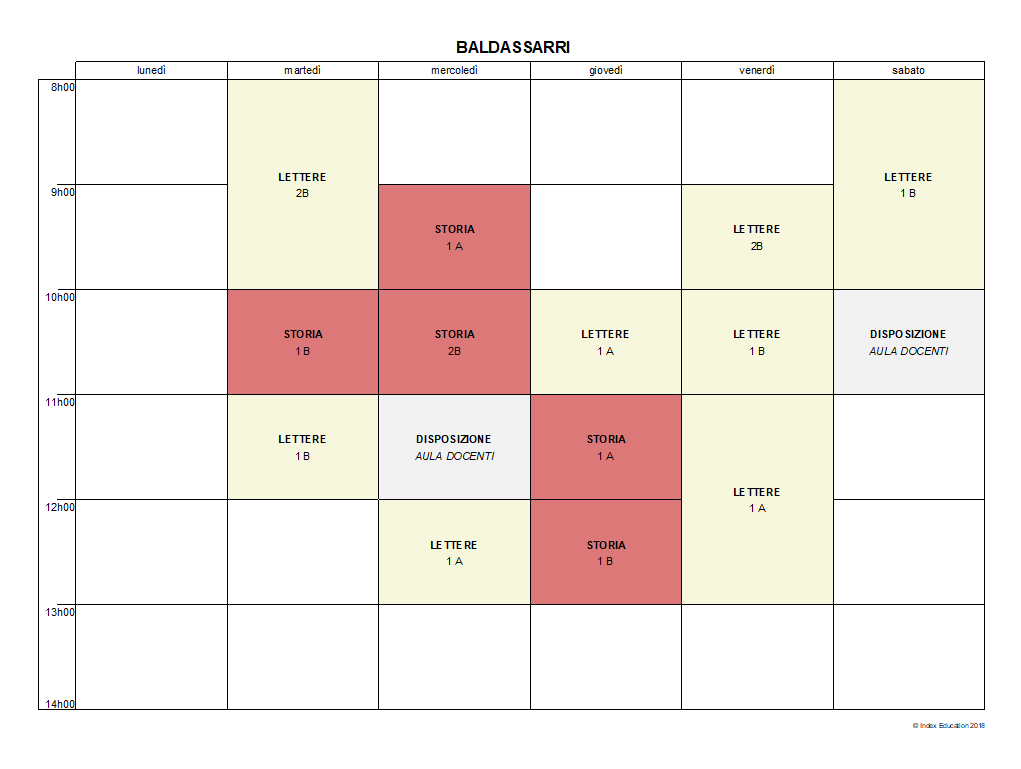 BALDASSARRI
lunedì martedì mercoledì giovedì venerdì sabato
8h00
LETTERE
2B
LETTERE
1 B
9h00
STORIA
1 A
LETTERE
2B
10h00
STORIA
1 B
STORIA
2B
LETTERE
1 A
LETTERE
1 B
DISPOSIZIONE
AULA DOCENTI
11h00
LETTERE
1 B
DISPOSIZIONE
AULA DOCENTI
STORIA
1 A
LETTERE
1 A
12h00
LETTERE
1 A
STORIA
1 B
13h00
14h00
© Index Education 2018